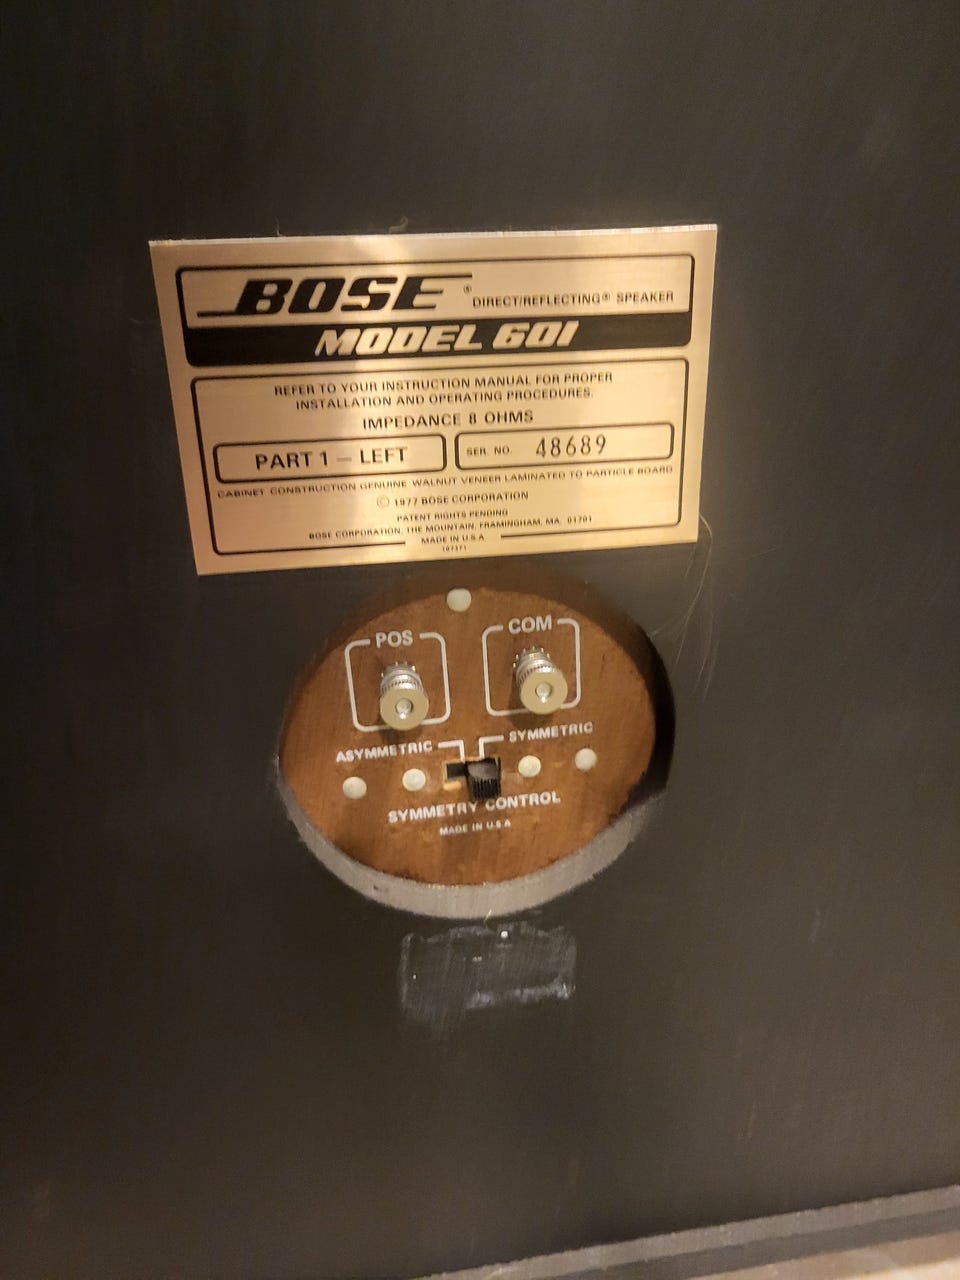 BOSE® DIRECT/REFLECTING® SPEAKER
MODEL 601
REFER TO YOUR INSTRUCTION MANUAL FOR PROPER
INSTALLATION AND OPERATING PROCEDURES.
IMPEDANCE 8 OHMS
PART 1 — LEFT
SER. NO. 48689
CABINET CONSTRUCTION GENUINE WALNUT VENEER LAMINATED TO PARTICLE BOARD
© 1977 BOSE CORPORATION
PATENT RIGHTS PENDING
BOSE CORPORATION, THE MOUNTAIN, FRAMINGHAM, MA. 01701
MADE IN U.S.A
107371
POS
COM
ASYMMETRIC
SYMMETRIC
SYMMETRY CONTROL
MADE IN U.S.A